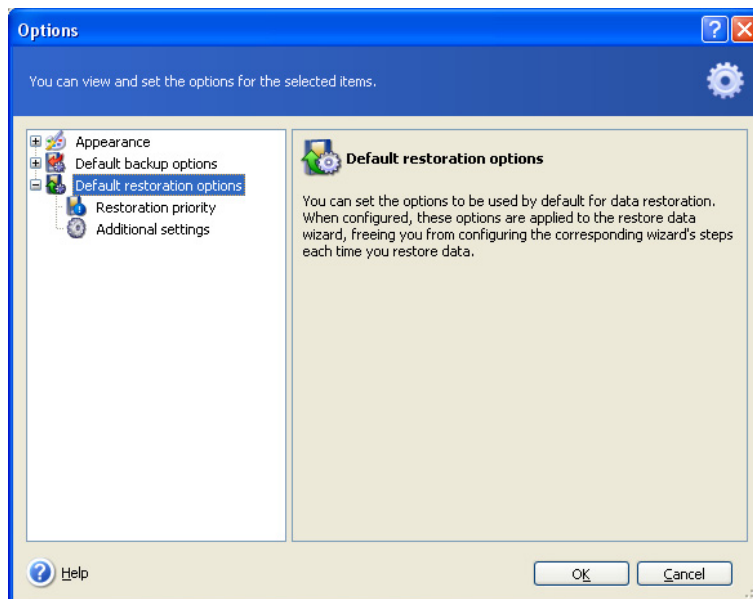 Options
You can view and set the options for the selected items.
Appearance
Default backup options
Default restoration options
Restoration priority
Additional settings
Default restoration options
You can set the options to be used by default for data restoration.
When configured, these options are applied to the restore data
wizard, freeing you from configuring the corresponding wizard's steps
each time you restore data.
Help
OK
Cancel